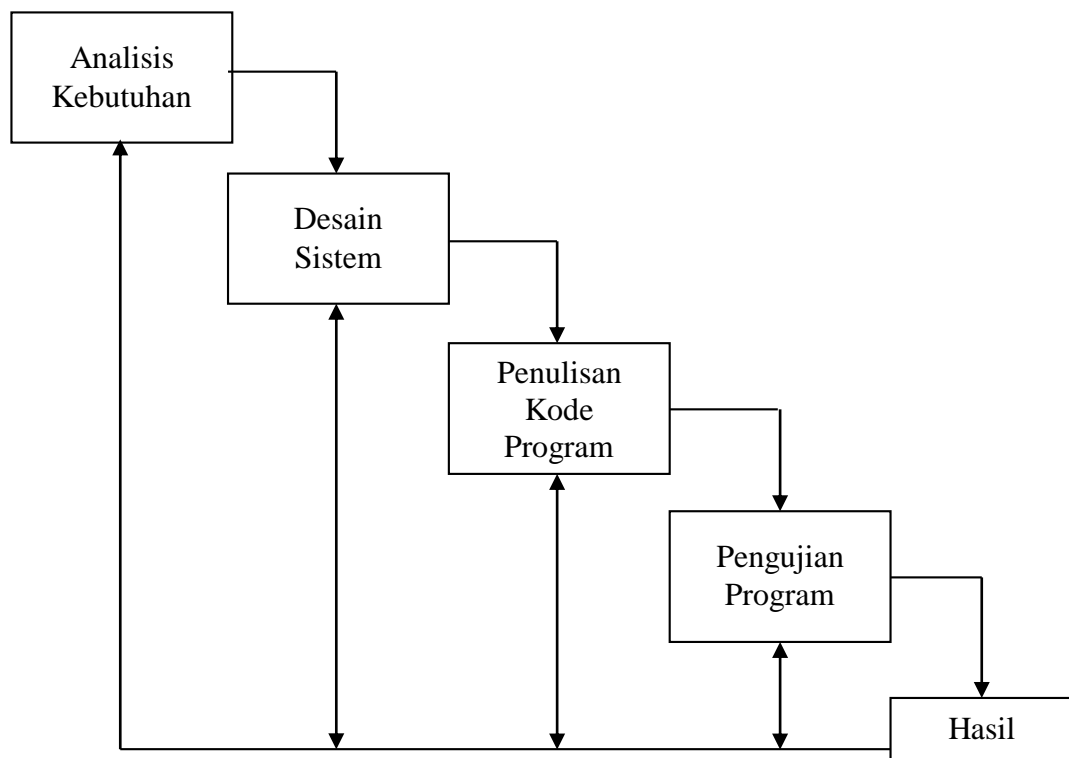 Analisis
Kebutuhan
Desain
Sistem
Penulisan
Kode
Program
Pengujian
Program
Hasil